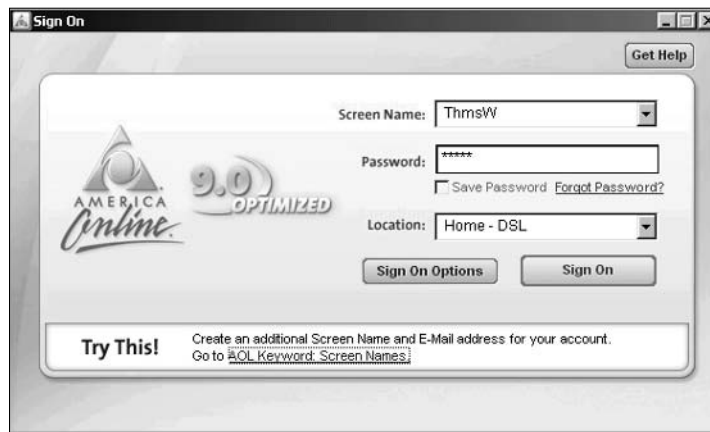 Sign On
Get Help
Screen Name: ThmsW
Password: *****
Save Password Forgot Password?
AMERICA
Online.
9.0
OPTIMIZED
Location: Home - DSL
Sign On Options Sign On
Try This!
Create an additional Screen Name and E-Mail address for your account.
Go to AOL Keyword: Screen Names.